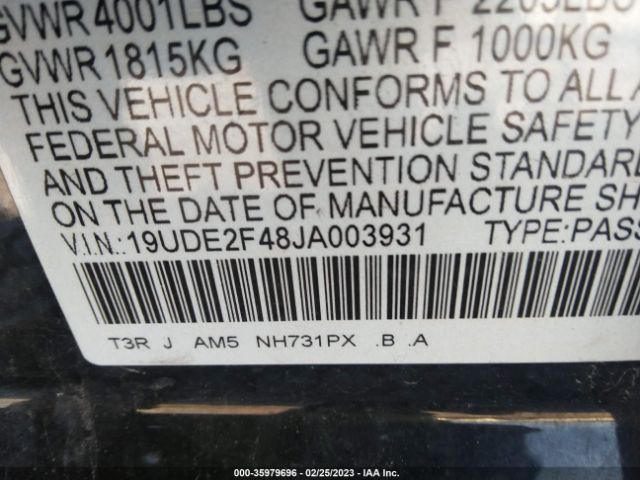 GVWR 4001LBS GAWR F 2205LBS
GVWR 1815KG GAWR F 1000KG
THIS VEHICLE CONFORMS TO ALL A
FEDERAL MOTOR VEHICLE SAFETY
AND THEFT PREVENTION STANDARD
ON THE DATE OF MANUFACTURE SH
V.I.N.: 19UDE2F48JA003931 TYPE: PASS
T3R J AM5 NH731PX .B .A
000-35979696 - 02/25/2023 - IAA Inc.